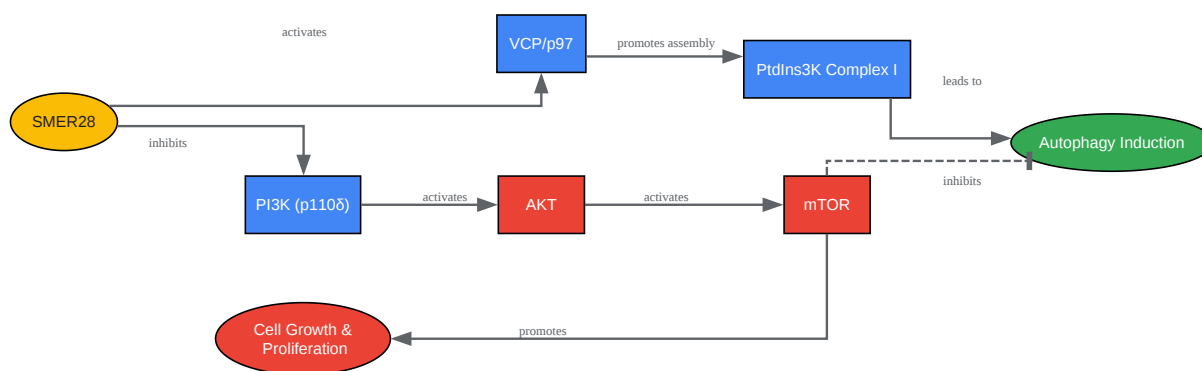 activates
VCP/p97
promotes assembly
PtdIns3K Complex I
leads to
SMER28
inhibits
Autophagy Induction
inhibits
PI3K (p110δ)
activates
AKT
activates
mTOR
Cell Growth &
Proliferation
promotes